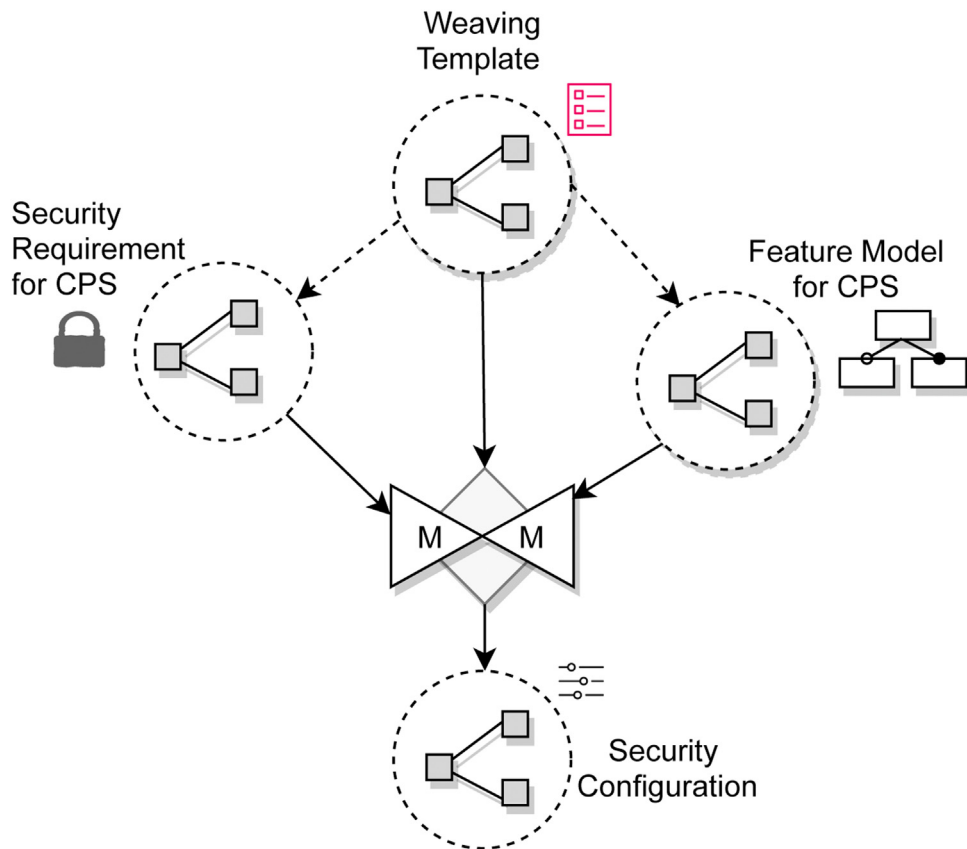 Weaving
Template
Security
Requirement
for CPS
Feature Model
for CPS
M M
Security
Configuration